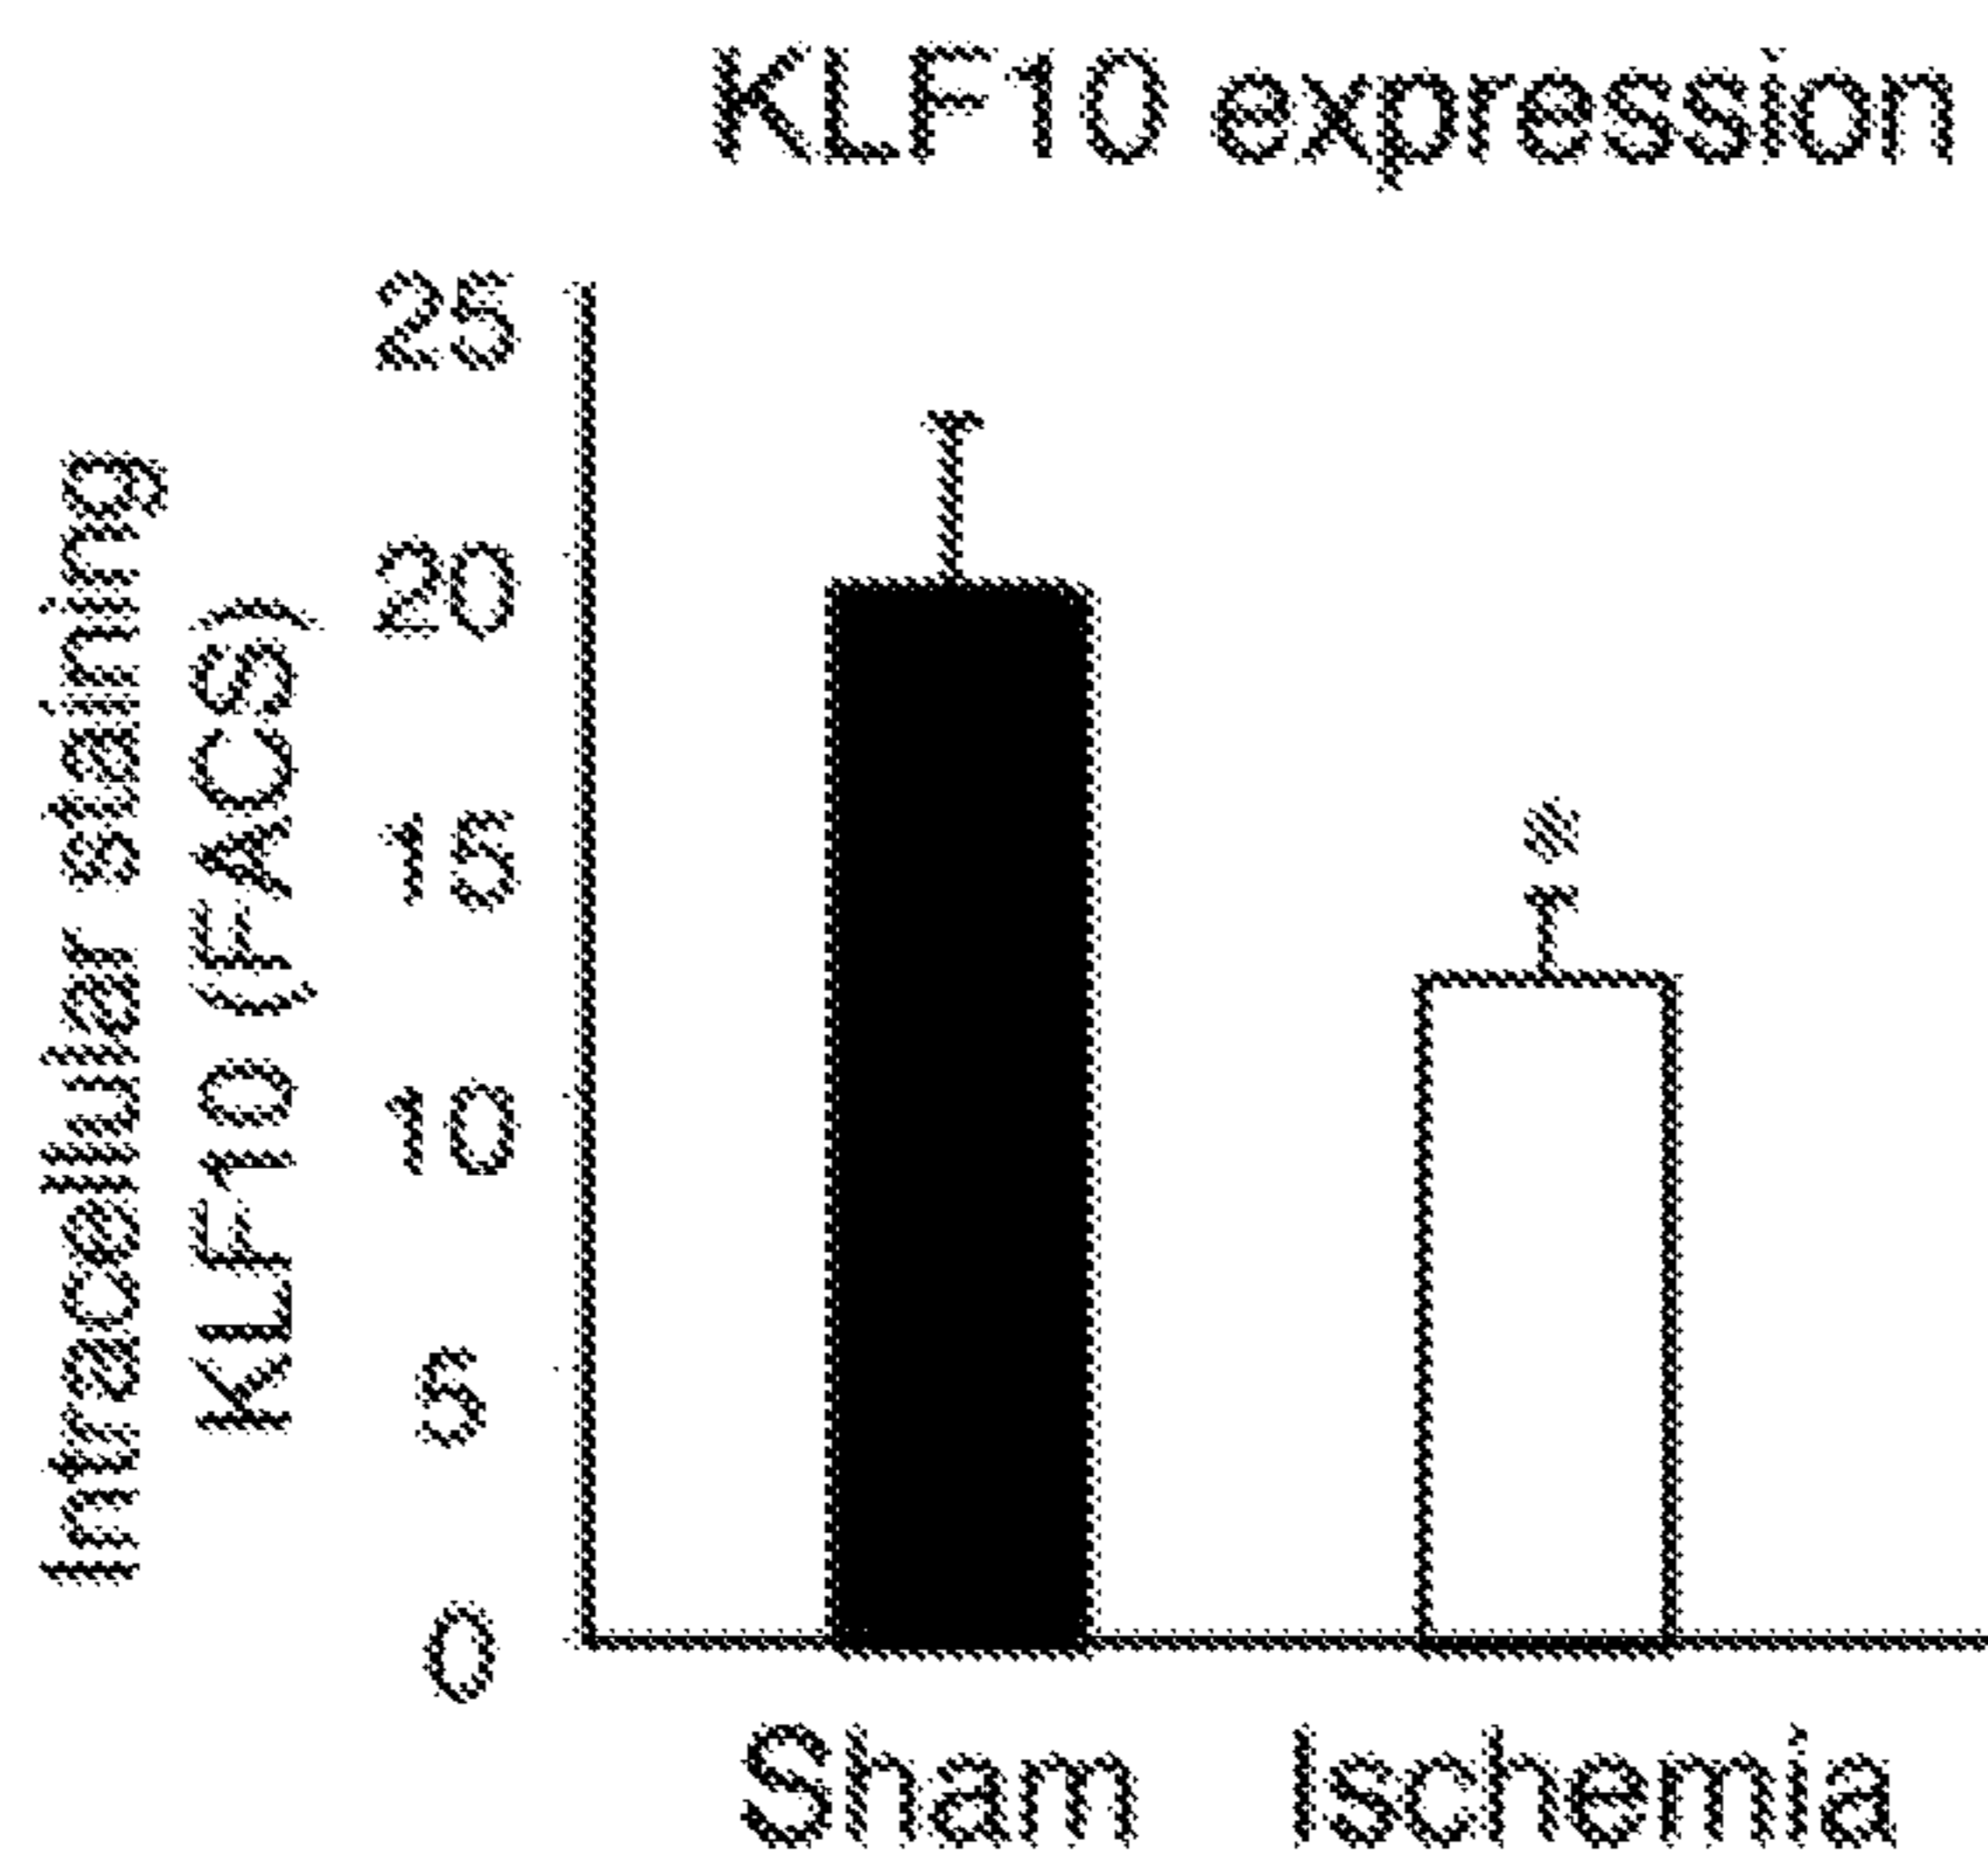 KLF10 expression
Intracellular staining
KLF10 (FACS)
25
20
15
10
5
0
*
Sham Ischemia